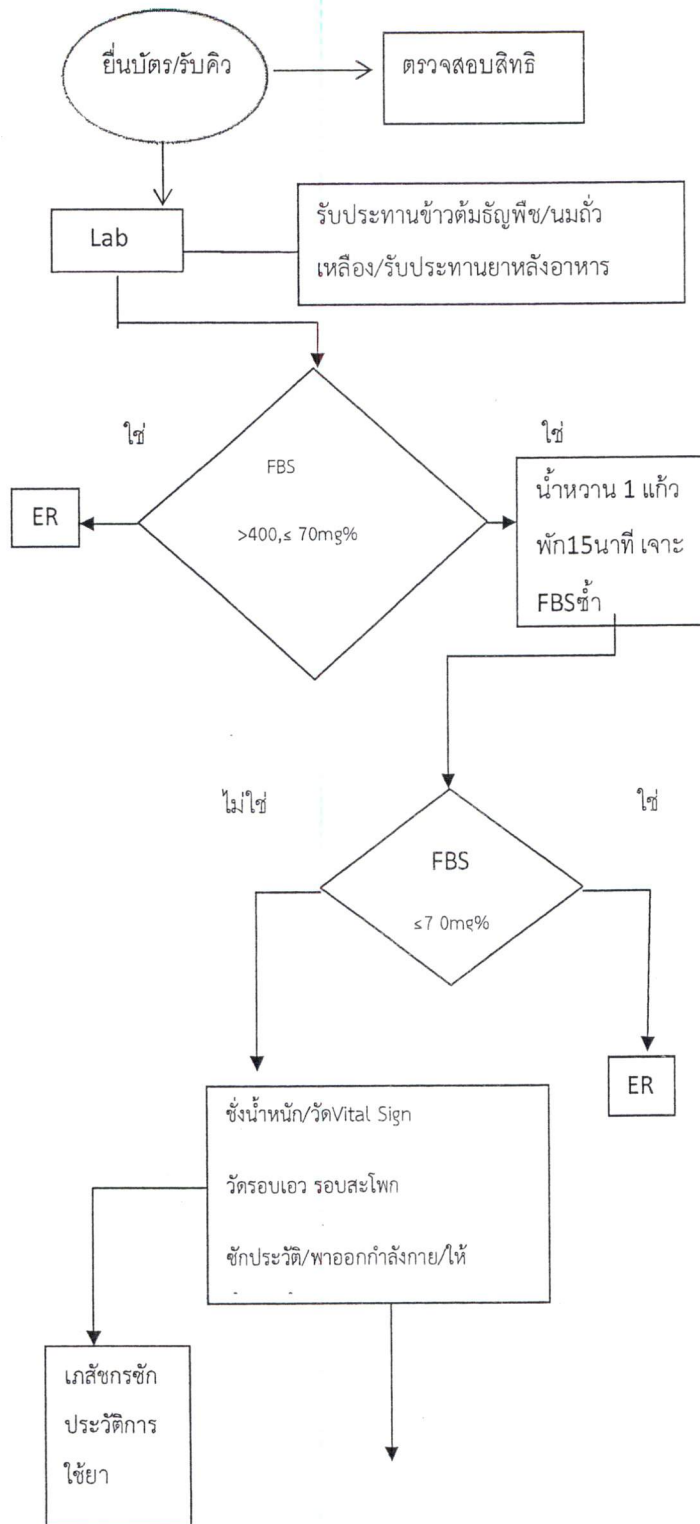 ยื่นบัตร/รับคิว
ตรวจสอบสิทธิ
Lab
รับประทานข้าวต้มธัญพืช/นมถั่ว
เหลือง/รับประทานยาหลังอาหาร
ใช่
ใช่
FBS
>400,≤ 70mg%
ER
น้ำหวาน 1 แก้ว
พัก15นาที เจาะ
FBSซ้ำ
ไม่ใช่
ใช่
FBS
≤7 0mg%
ER
ชั่งน้ำหนัก/วัดVital Sign
วัดรอบเอว รอบสะโพก
ซักประวัติ/พาออกกำลังกาย/ให้
เภสัชกรซัก
ประวัติการ
ใช้ยา